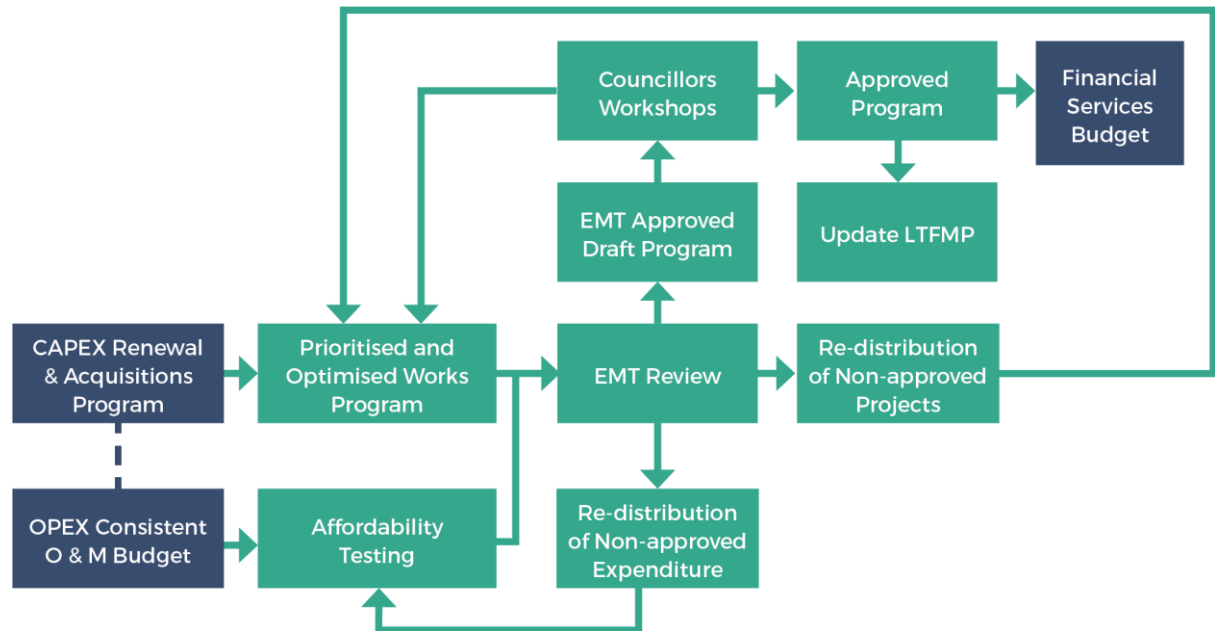 Councillors
Workshops
Approved
Program
Financial
Services
Budget
EMT Approved
Draft Program
Update LTFMP
CAPEX Renewal
& Acquisitions
Program
Prioritised and
Optimised Works
Program
EMT Review
Re-distribution
of Non-approved
Projects
OPEX Consistent
O & M Budget
Affordability
Testing
Re-distribution
of Non-approved
Expenditure